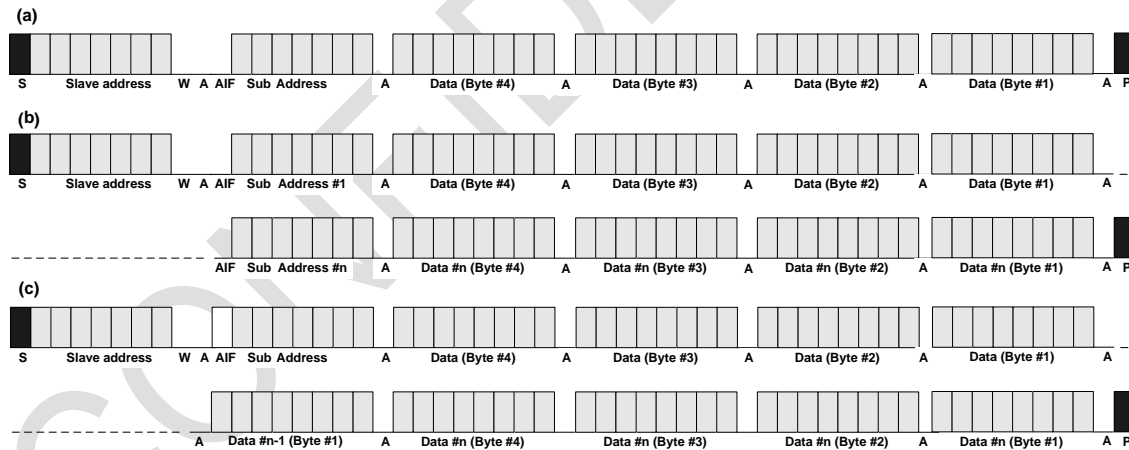 (a)
S Slave address W A AIF Sub Address A Data (Byte #4) A Data (Byte #3) A Data (Byte #2) A Data (Byte #1) A P
(b)
S Slave address W A AIF Sub Address #1 A Data (Byte #4) A Data (Byte #3) A Data (Byte #2) A Data (Byte #1) A
AIF Sub Address #n A Data #n (Byte #4) A Data #n (Byte #3) A Data #n (Byte #2) A Data #n (Byte #1) A P
(c)
S Slave address W A AIF Sub Address A Data (Byte #4) A Data (Byte #3) A Data (Byte #2) A Data (Byte #1) A
A Data #n-1 (Byte #1) A Data #n (Byte #4) A Data #n (Byte #3) A Data #n (Byte #2) A Data #n (Byte #1) A P